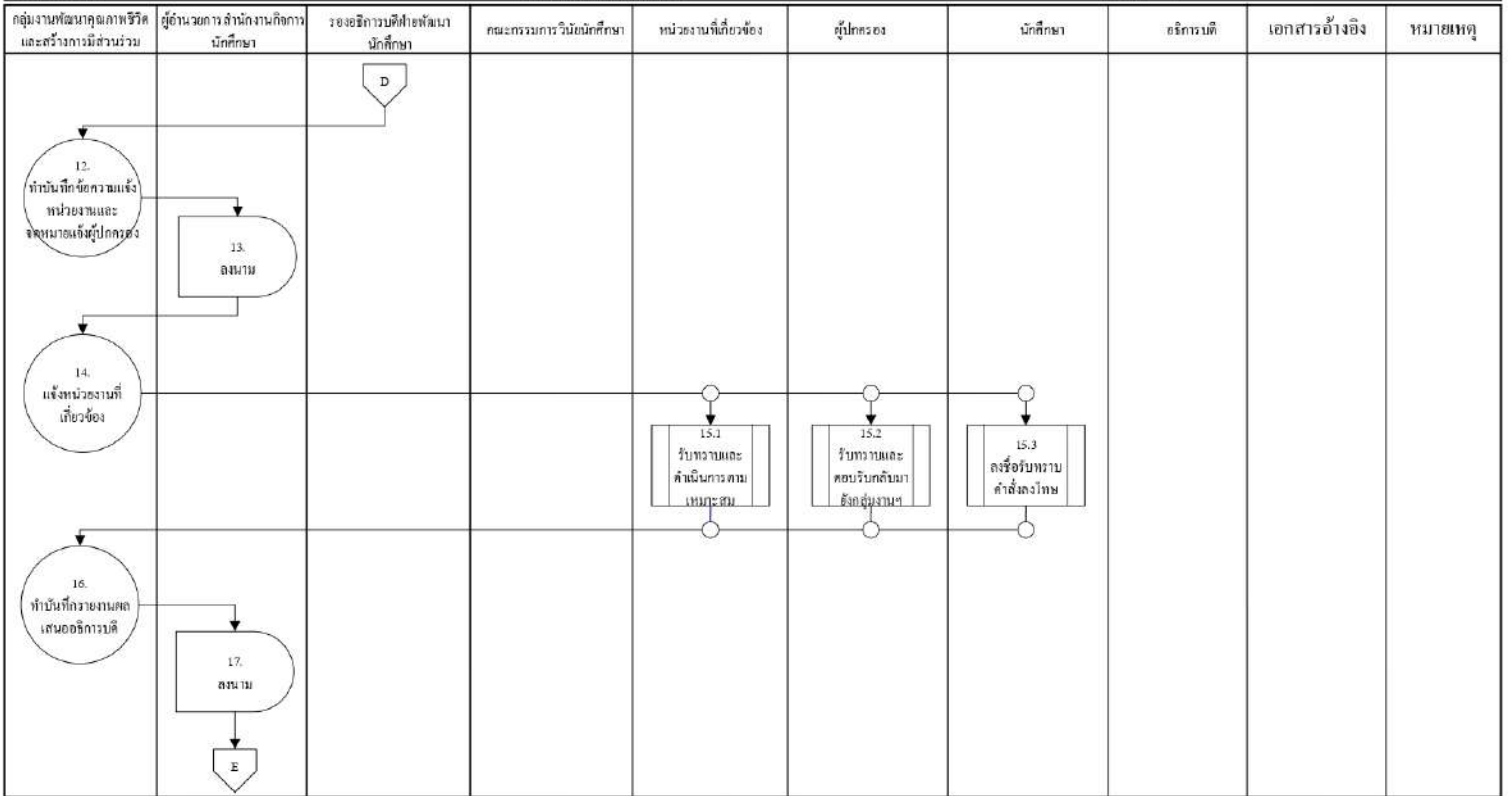 กลุ่มงานพัฒนาคุณภาพชีวิต
และสร้างการมีส่วนร่วม
ผู้อำนวยการ สำนักงานกิจการ
นักศึกษา
รองอธิการบดีฝ่ายพัฒนา
นักศึกษา
คณะกรรมการวินัยนักศึกษา
หน่วยงานที่เกี่ยวข้อง
ผู้ปกครอง
นักศึกษา
อธิการบดี
เอกสารอ้างอิง
หมายเหตุ
D
12.
ทำบันทึกข้อความแจ้ง
หน่วยงานและ
จดหมายแจ้งผู้ปกครอง
13.
ลงนาม
14.
แจ้งหน่วยงานที่
เกี่ยวข้อง
15.1
รับทราบและ
ดำเนินการตาม
เหมาะสม
15.2
รับทราบและ
ตอบรับกลับมา
ยังกลุ่มงานฯ
15.3
ลงชื่อรับทราบ
คำสั่งลงโทษ
16.
ทำบันทึกรายงานผล
เสนออธิการบดี
17.
ลงนาม
E